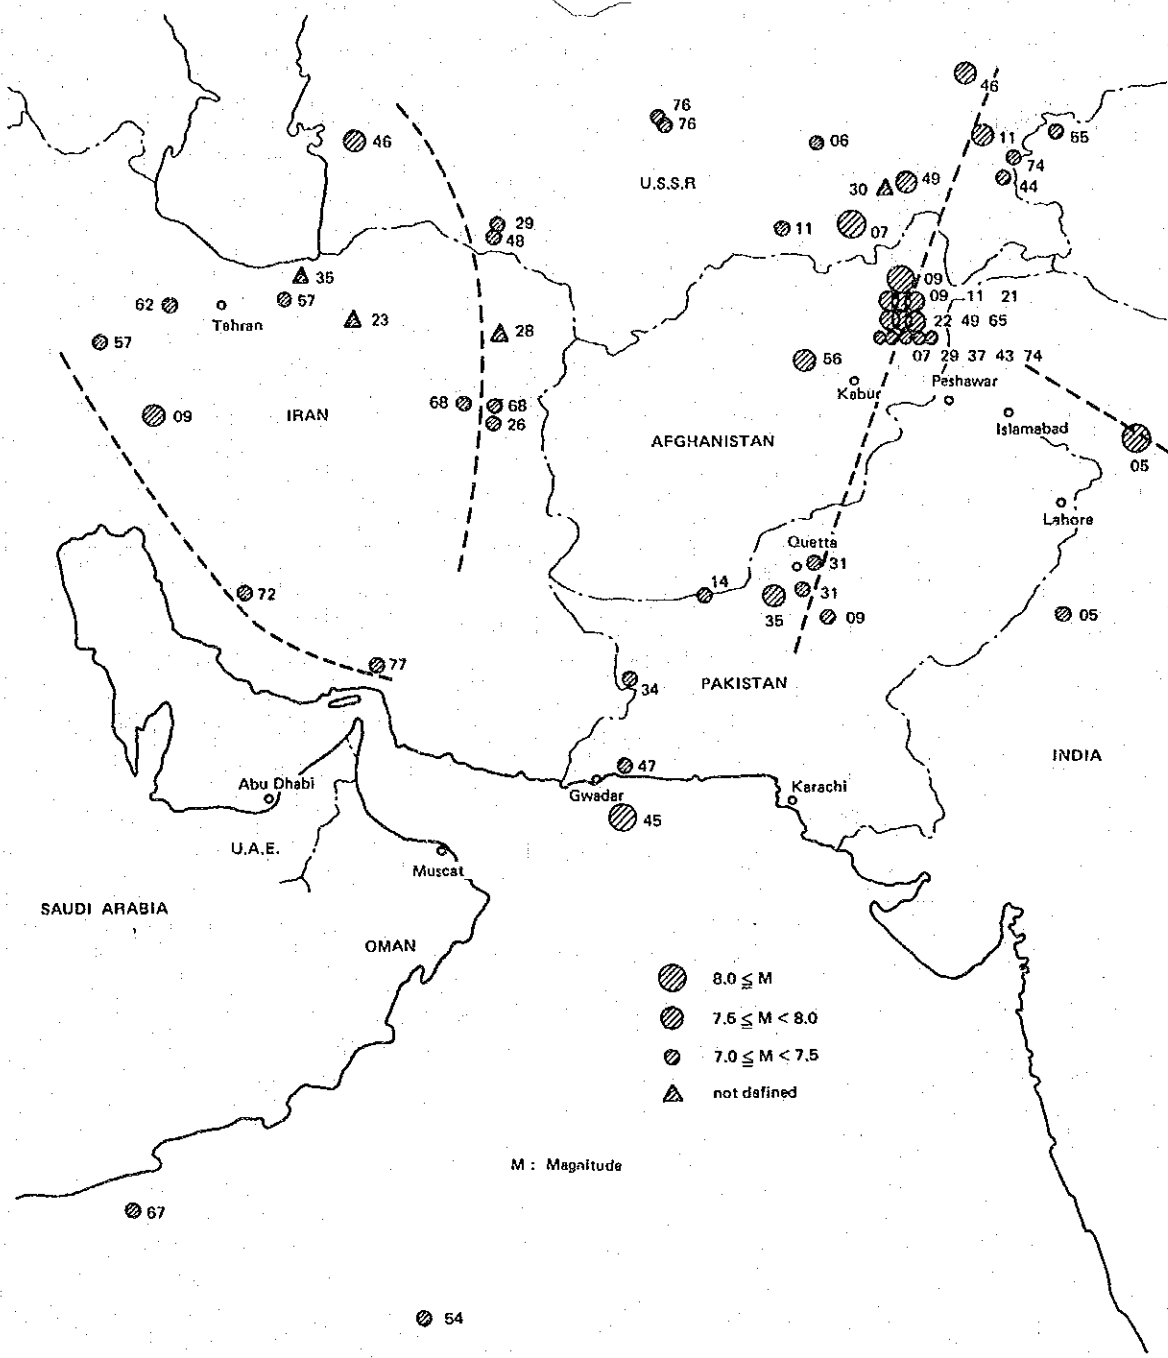 46
76
76
46
06
11
65
74
44
U.S.S.R
30
49
29
48
11
07
35
09
62
57
09 11 21
Tehran
23
28
22 49 65
57
56
07 29 37 43 74
Kabur
Peshawar
68
68
09
IRAN
26
Islamabad
AFGHANISTAN
05
Lahore
Quetta
31
14
31
72
35
09
05
77
34
PAKISTAN
INDIA
47
Abu Dhabi
Gwadar
Karachi
45
U.A.E.
Muscat
SAUDI ARABIA
OMAN
8.0 ≦ M
7.5 ≦ M < 8.0
7.0 ≦ M < 7.5
not defined
M : Magnitude
67
54